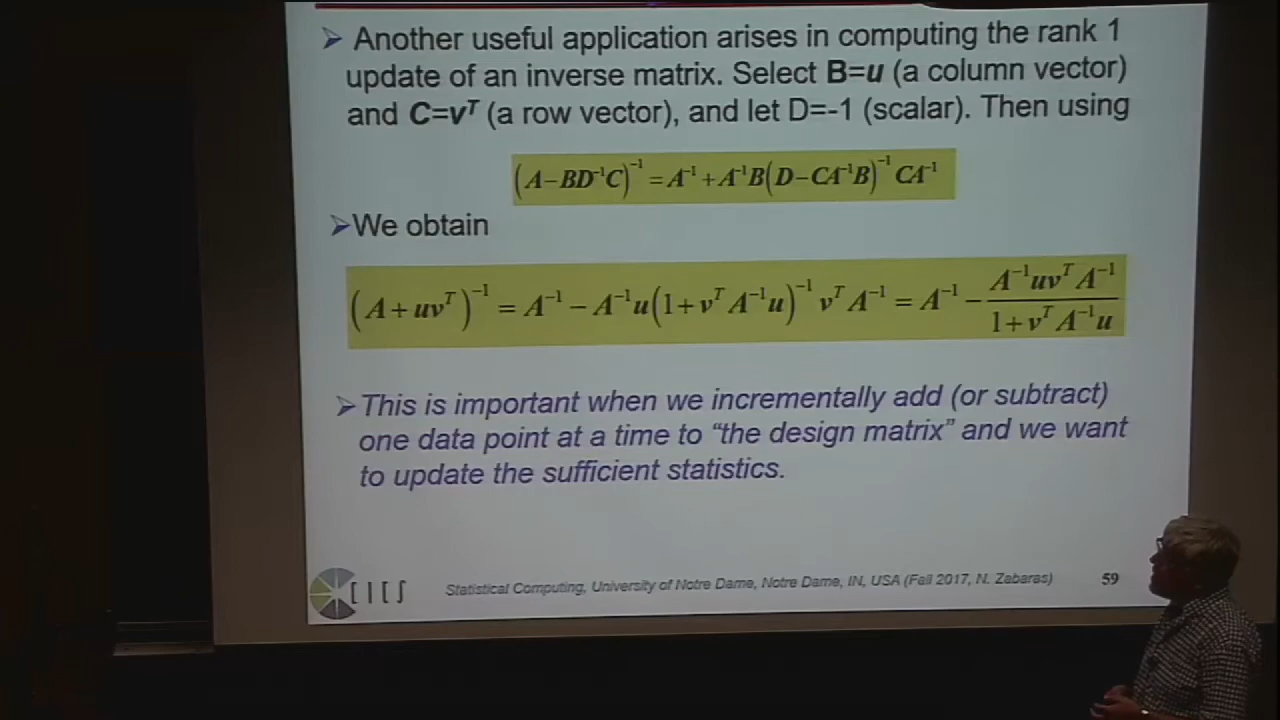 ➢ Another useful application arises in computing the rank 1
update of an inverse matrix. Select B=u (a column vector)
and C=vᵀ (a row vector), and let D=-1 (scalar). Then using
(A−BD⁻¹C)⁻¹ = A⁻¹ + A⁻¹B(D−CA⁻¹B)⁻¹CA⁻¹
➢We obtain
(A+uvᵀ)⁻¹ = A⁻¹ − A⁻¹u(1+vᵀA⁻¹u)⁻¹vᵀA⁻¹ = A⁻¹ − A⁻¹uvᵀA⁻¹ / 1+vᵀA⁻¹u
➢ This is important when we incrementally add (or subtract)
one data point at a time to “the design matrix” and we want
to update the sufficient statistics.
CICS
Statistical Computing, University of Notre Dame, Notre Dame, IN, USA (Fall 2017, N. Zabaras)
59